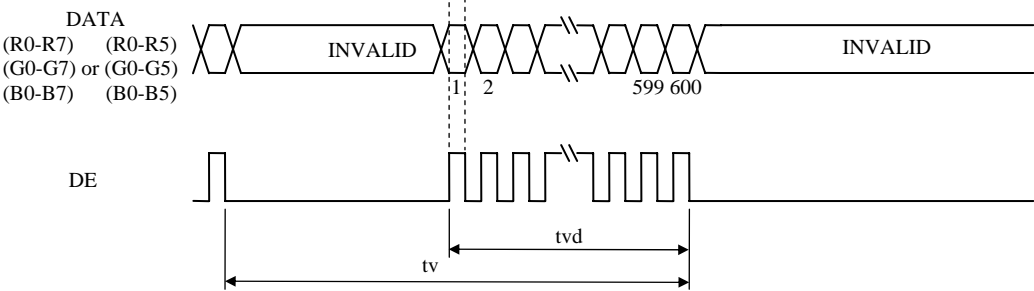 DATA
(R0-R7) (R0-R5)
(G0-G7) or (G0-G5)
(B0-B7) (B0-B5)
INVALID
INVALID
1 2 599 600
DE
tvd
tv